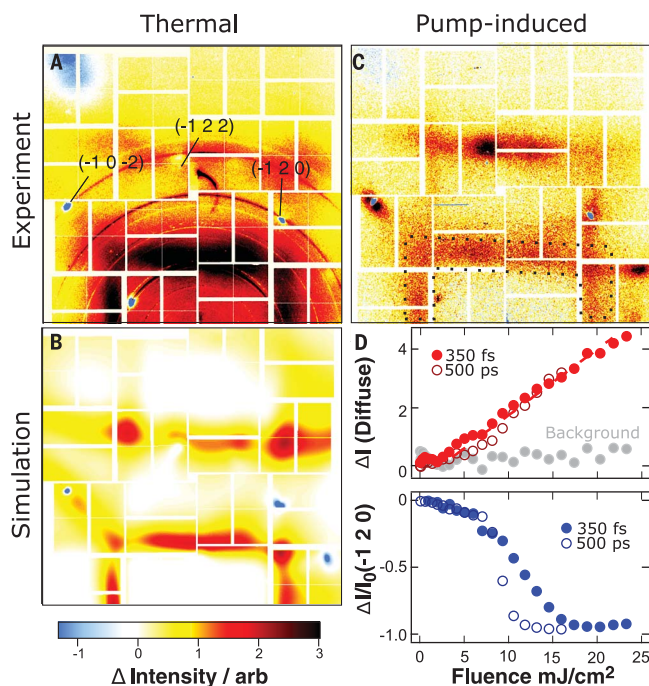 Thermal
Pump-induced
Experiment
A
(-1 2 2)
(-1 0 -2)
(-1 2 0)
C
Simulation
B
-1 0 1 2 3
Δ Intensity / arb
D
ΔI (Diffuse)
4
2
0
350 fs
500 ps
Background
ΔI/I₀(-1 2 0)
0
-0.5
-1.0
350 fs
500 ps
0 5 10 15 20 25
Fluence mJ/cm²